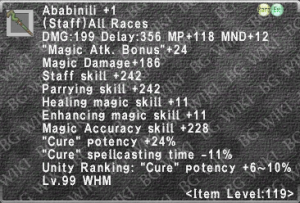 Ababinili +1
(Staff)All Races
DMG:199 Delay:356 MP+118 MND+12
"Magic Atk. Bonus"+24
Magic Damage+186
Staff skill +242
Parrying skill +242
Healing magic skill +11
Enhancing magic skill +11
Magic Accuracy skill +228
"Cure" potency +24%
"Cure" spellcasting time -11%
Unity Ranking: "Cure" potency +6~10%
Lv.99 WHM
<Item Level:119>